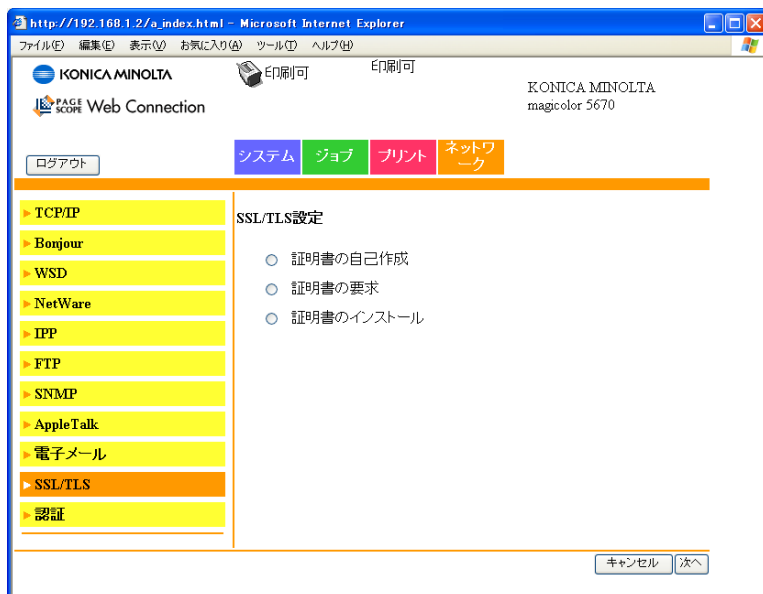 http://192.168.1.2/a_index.html - Microsoft Internet Explorer
ファイル(F) 編集(E) 表示(V) お気に入り(A) ツール(T) ヘルプ(H)
KONICA MINOLTA
印刷可
印刷可
PAGE SCOPE Web Connection
KONICA MINOLTA
magicolor 5670
ログアウト
システム
ジョブ
プリント
ネットワ
ーク
TCP/IP
Bonjour
WSD
NetWare
IPP
FTP
SNMP
AppleTalk
電子メール
SSL/TLS
認証
SSL/TLS設定
証明書の自己作成
証明書の要求
証明書のインストール
キャンセル
次へ